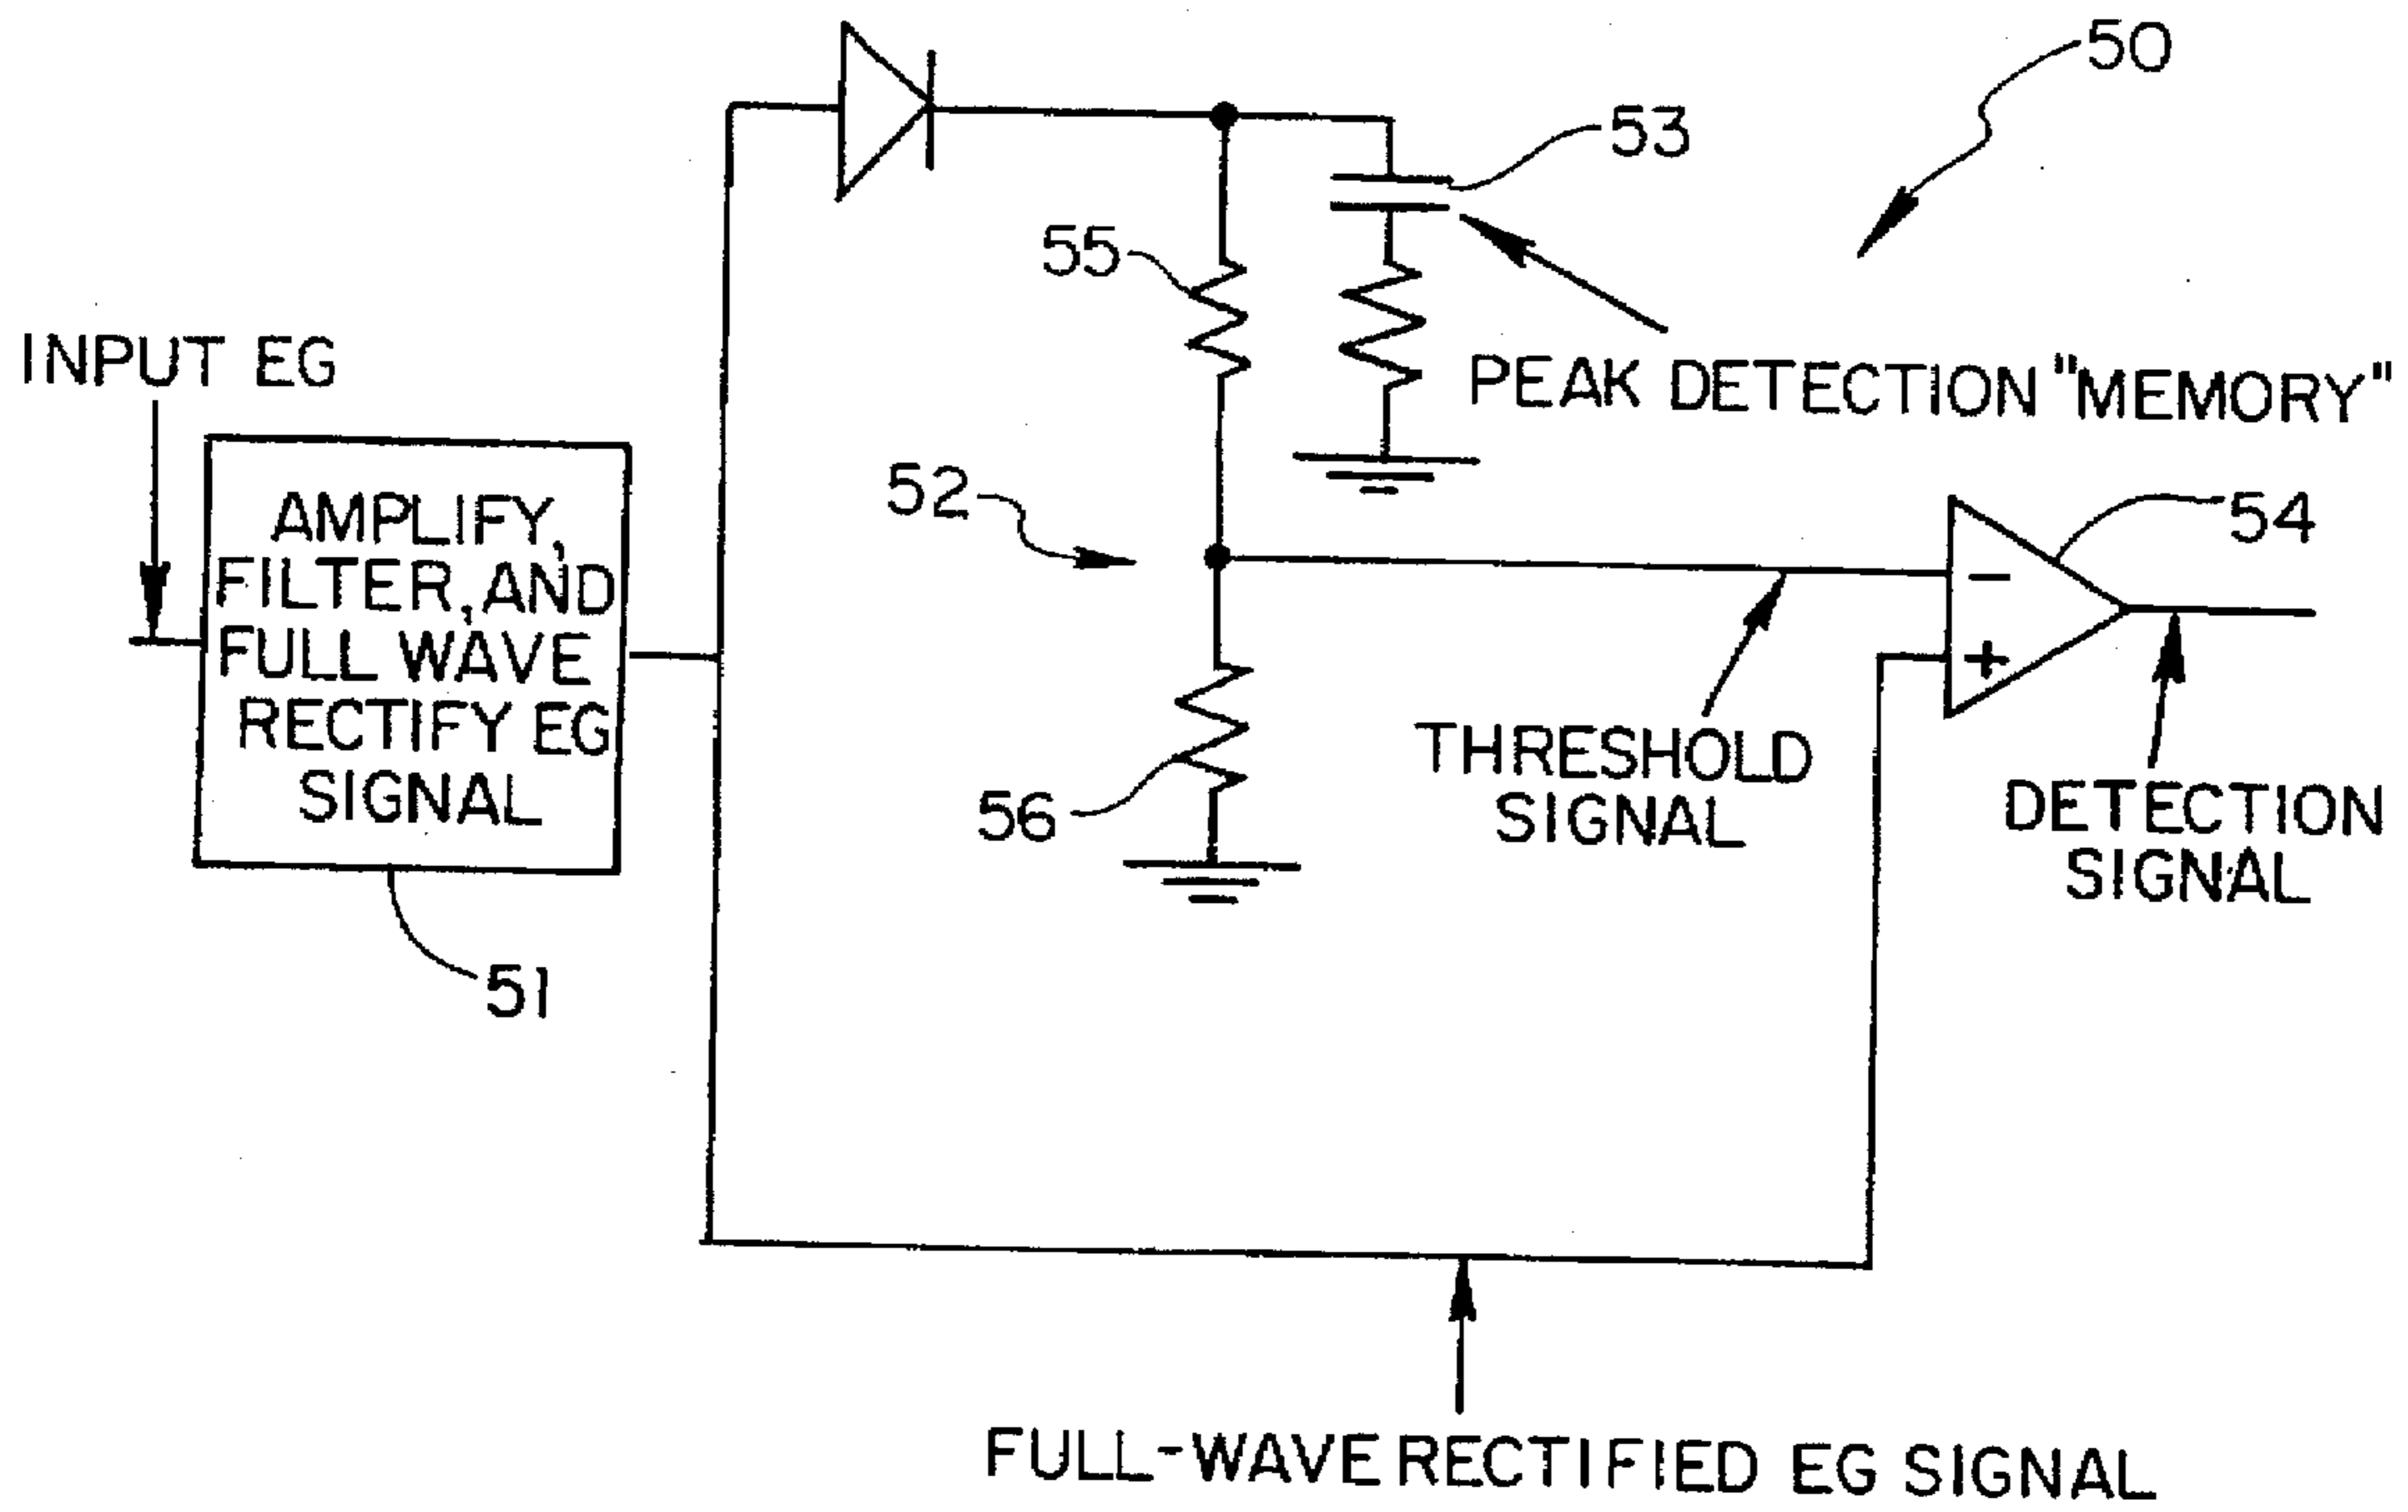 50
53
55
INPUT EG
PEAK DETECTION "MEMORY"
52
AMPLIFY,
FILTER, AND
FULL WAVE
RECTIFY EG
SIGNAL
54
-
+
THRESHOLD
SIGNAL
56
DETECTION
SIGNAL
51
FULL-WAVE RECTIFIED EG SIGNAL